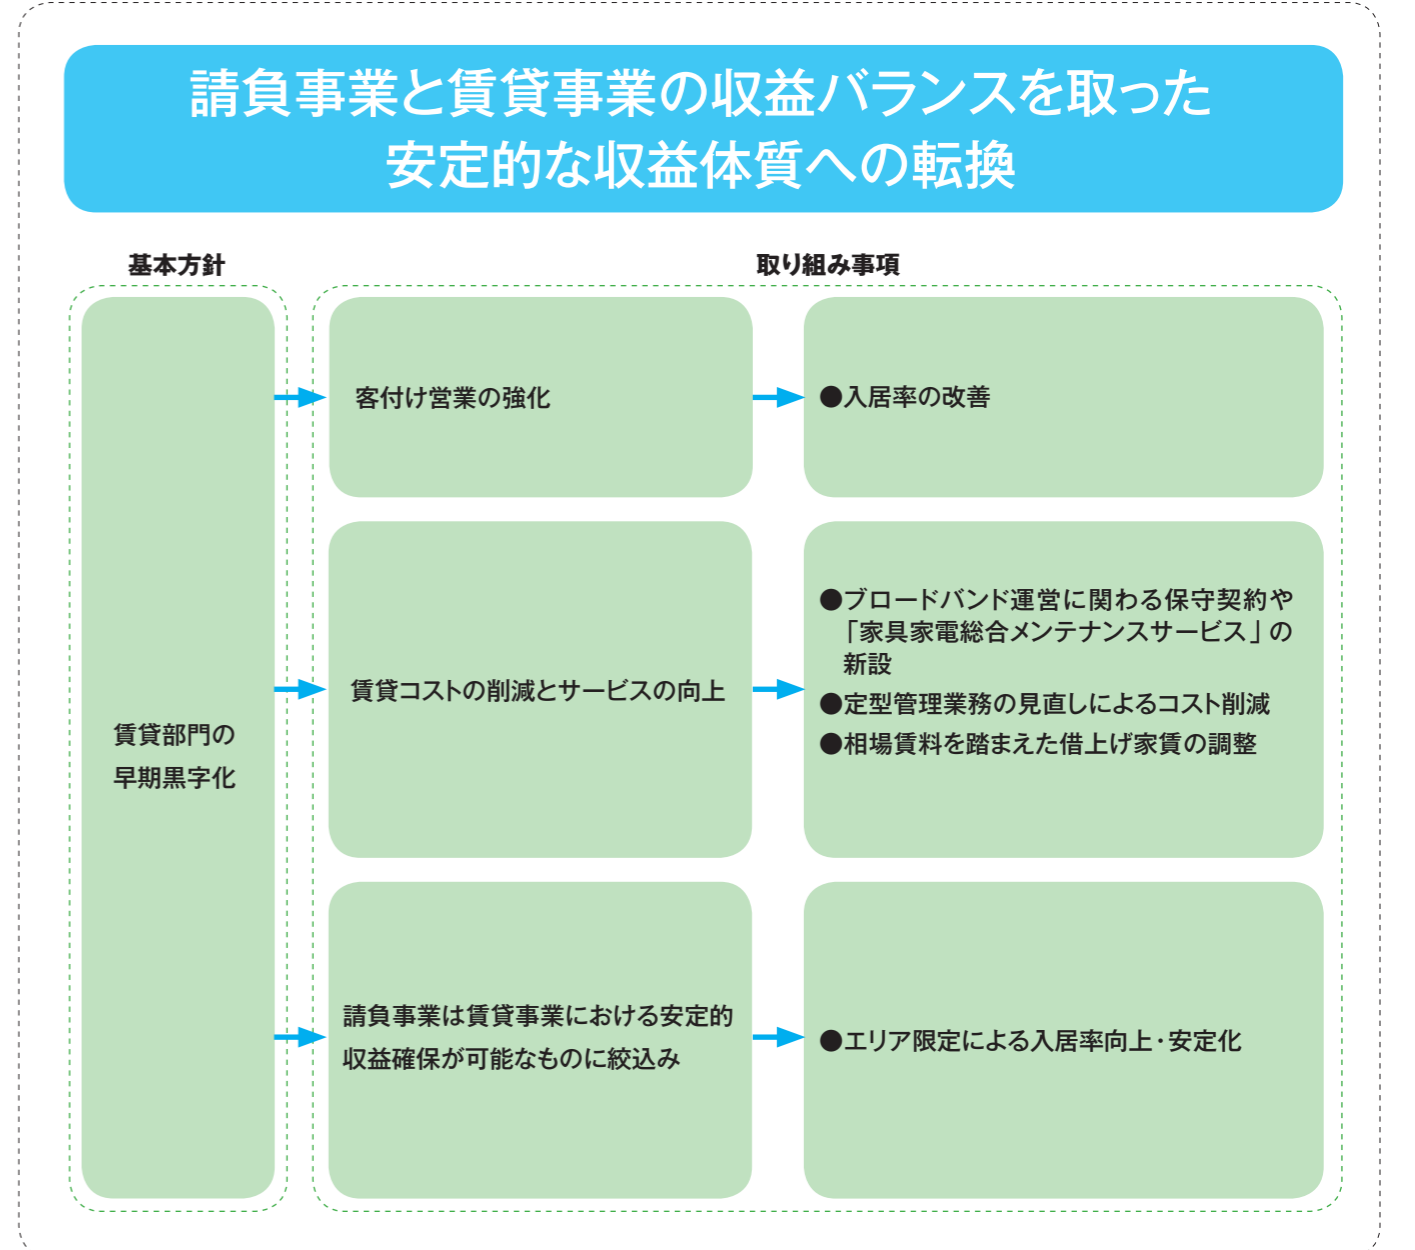 請負事業と賃貸事業の収益バランスを取った
安定的な収益体質への転換
基本方針
取り組み事項
賃貸部門の
早期黒字化
客付け営業の強化
●入居率の改善
賃貸コストの削減とサービスの向上
●ブロードバンド運営に関わる保守契約や
「家具家電総合メンテナンスサービス」の
新設
●定型管理業務の見直しによるコスト削減
●相場賃料を踏まえた借上げ家賃の調整
請負事業は賃貸事業における安定的
収益確保が可能なものに絞込み
●エリア限定による入居率向上・安定化